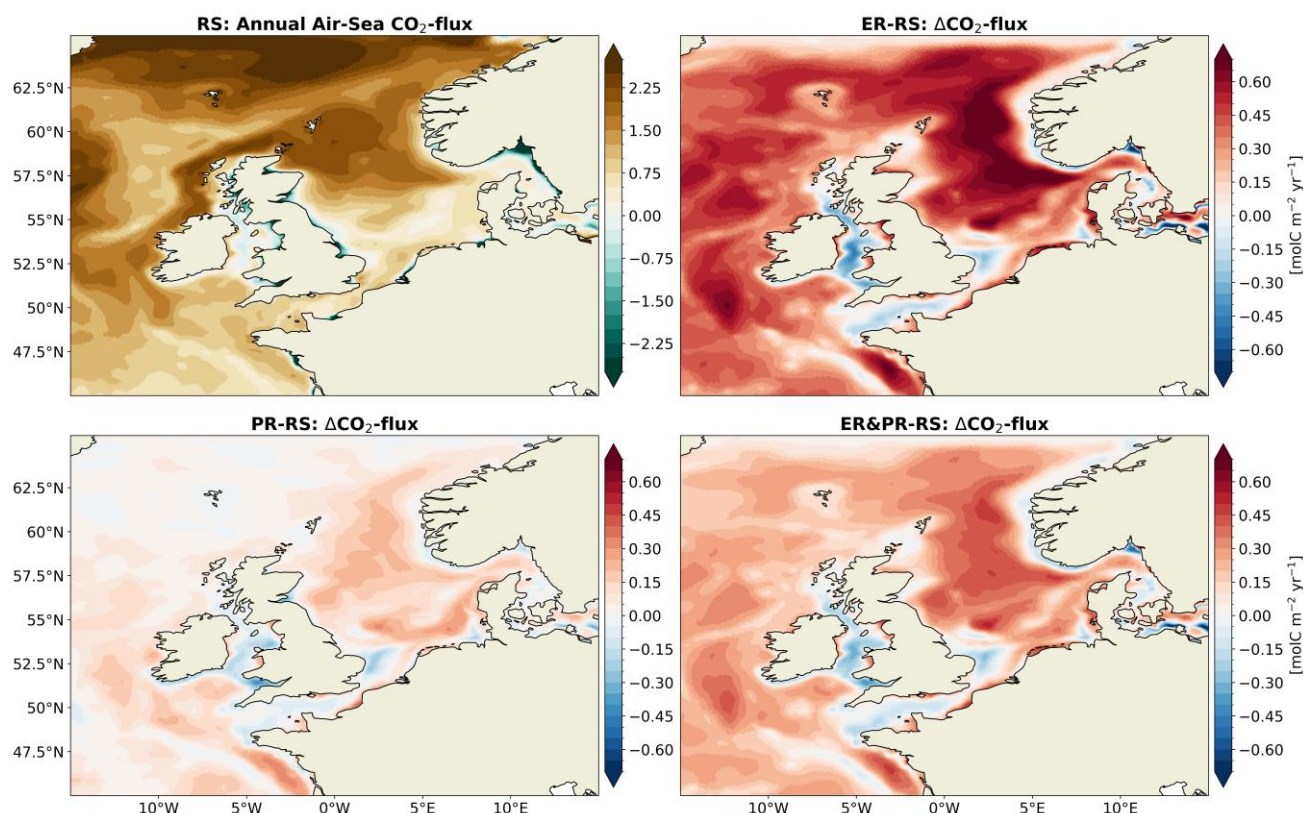 RS: Annual Air-Sea CO₂-flux
62.5°N
60°N
57.5°N
55°N
52.5°N
50°N
47.5°N
2.25
1.50
0.75
0.00
−0.75
−1.50
−2.25
ER-RS: ΔCO₂-flux
0.60
0.45
0.30
0.15
0.00
−0.15
−0.30
−0.45
−0.60
[molC m⁻² yr⁻¹]
PR-RS: ΔCO₂-flux
62.5°N
60°N
57.5°N
55°N
52.5°N
50°N
47.5°N
10°W
5°W
0°W
5°E
10°E
0.60
0.45
0.30
0.15
0.00
−0.15
−0.30
−0.45
−0.60
ER&PR-RS: ΔCO₂-flux
10°W
5°W
0°W
5°E
10°E
0.60
0.45
0.30
0.15
0.00
−0.15
−0.30
−0.45
−0.60
[molC m⁻² yr⁻¹]